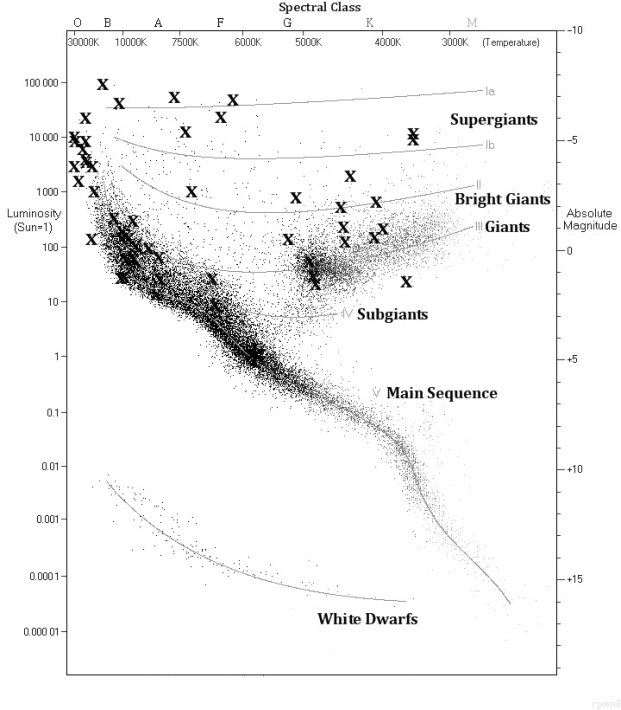 Spectral Class
O B A F G K M
30000K 10000K 7500K 6000K 5000K 4000K 3000K (Temperature)
-10
100 000
Ia
Supergiants
10 000
-5
Ib
1000
II
Bright Giants
Luminosity
(Sun=1)
Absolute
Magnitude
III Giants
100
0
10
IV Subgiants
1
+5
V Main Sequence
0.1
0.01
+10
0.001
0.0001
+15
White Dwarfs
0.000 01
rpowell